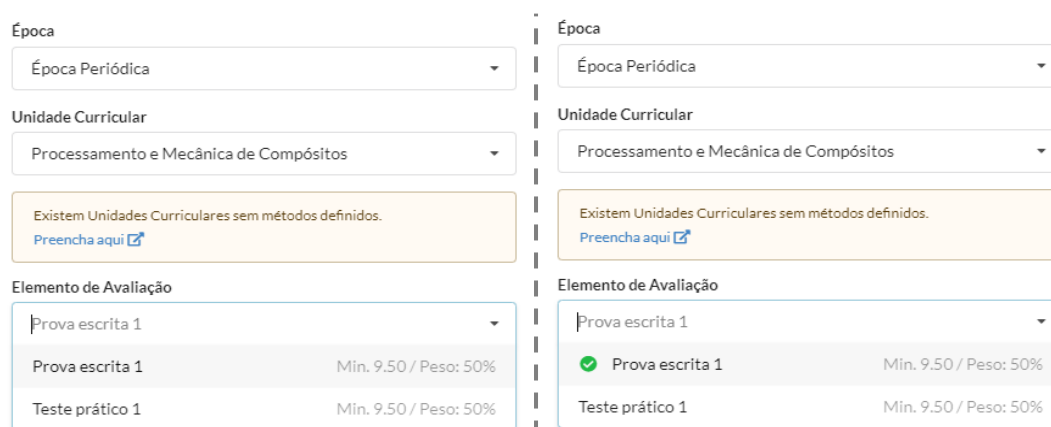 Época
Época Periódica
Unidade Curricular
Processamento e Mecânica de Compósitos
Existem Unidades Curriculares sem métodos definidos.
Preencha aqui
Elemento de Avaliação
Prova escrita 1
Prova escrita 1 Min. 9.50 / Peso: 50%
Teste prático 1 Min. 9.50 / Peso: 50%
Época
Época Periódica
Unidade Curricular
Processamento e Mecânica de Compósitos
Existem Unidades Curriculares sem métodos definidos.
Preencha aqui
Elemento de Avaliação
Prova escrita 1
Prova escrita 1 Min. 9.50 / Peso: 50%
Teste prático 1 Min. 9.50 / Peso: 50%